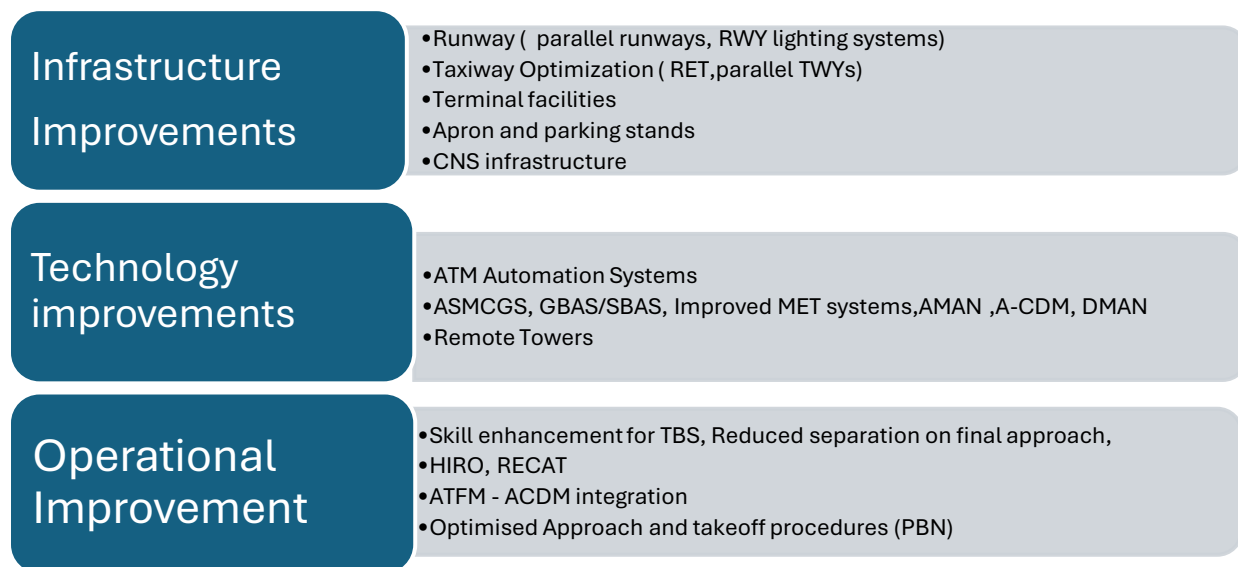 Infrastructure
Improvements
•Runway ( parallel runways, RWY lighting systems)
•Taxiway Optimization ( RET,parallel TWYs)
•Terminal facilities
•Apron and parking stands
•CNS infrastructure
Technology
improvements
•ATM Automation Systems
•ASMCGS, GBAS/SBAS, Improved MET systems,AMAN ,A-CDM, DMAN
•Remote Towers
Operational
Improvement
•Skill enhancement for TBS, Reduced separation on final approach,
•HIRO, RECAT
•ATFM - ACDM integration
•Optimised Approach and takeoff procedures (PBN)